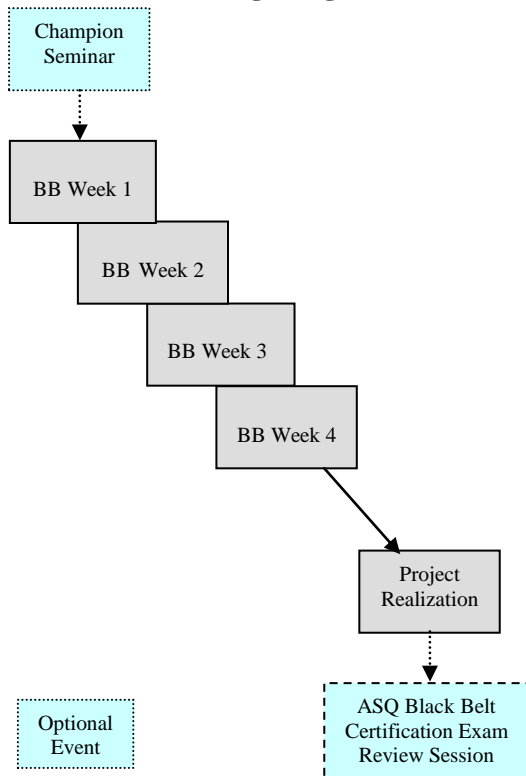 Champion
Seminar
BB Week 1
BB Week 2
BB Week 3
BB Week 4
Project
Realization
Optional
Event
ASQ Black Belt
Certification Exam
Review Session